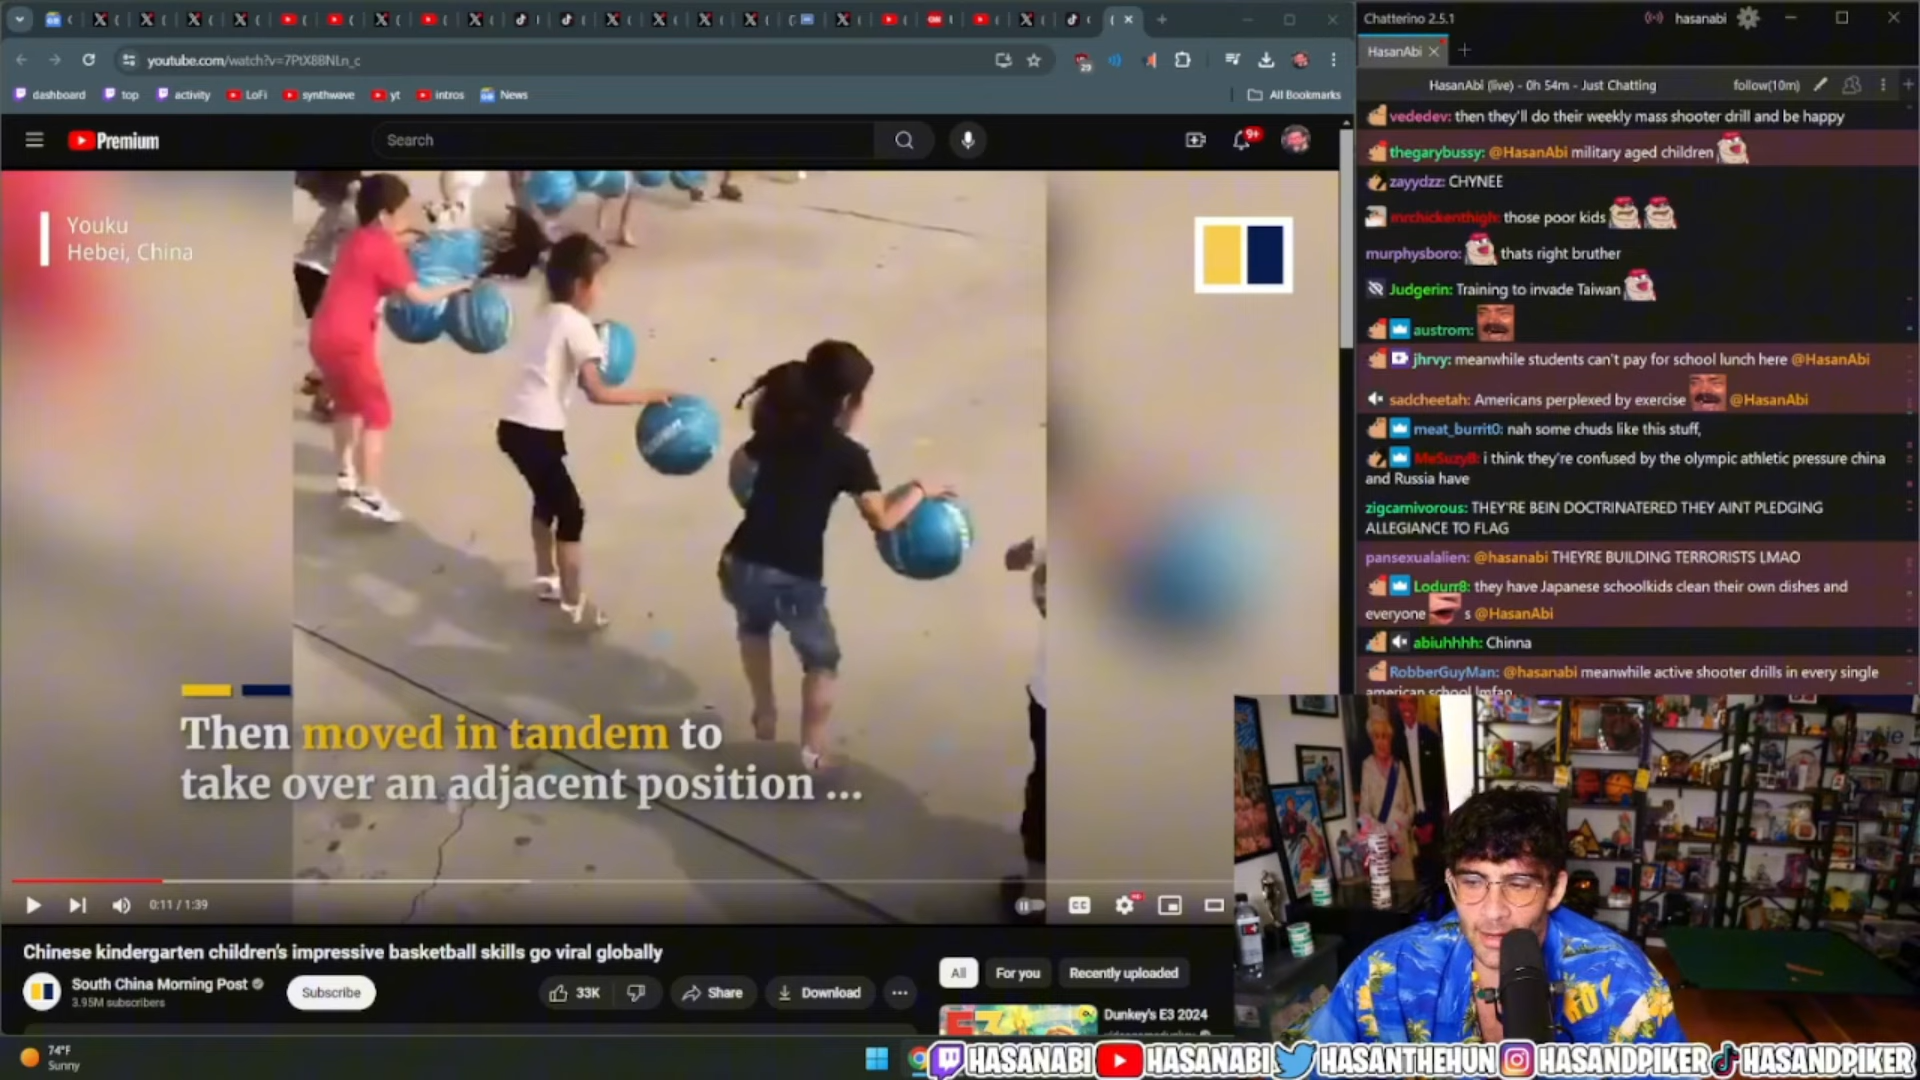 youtube.com/watch?v=7PtX8BNLn_c
dashboard
top
activity
LoFi
synthwave
yt
intros
News
All Bookmarks
Premium
Search
9+
Youku
Hebei, China
Then moved in tandem to
take over an adjacent position ...
0:11 / 1:39
Chinese kindergarten children's impressive basketball skills go viral globally
South China Morning Post
3.95M subscribers
Subscribe
33K
Share
Download
All
For you
Recently uploaded
Dunkey's E3 2024
74°F
Sunny
Chatterino 2.5.1
hasanabi
HasanAbi
HasanAbi (live) - 0h 54m - Just Chatting
follow(10m)
vededev: then they'll do their weekly mass shooter drill and be happy
thegarybussy: @HasanAbi military aged children
zayydzz: CHYNEE
mrchickenthigh: those poor kids
murphysboro: thats right bruther
Judgerin: Training to invade Taiwan
austrom:
jhrvy: meanwhile students can't pay for school lunch here @HasanAbi
sadcheetah: Americans perplexed by exercise @HasanAbi
meat_burrit0: nah some chuds like this stuff,
MeSuzyB: i think they're confused by the olympic athletic pressure china
and Russia have
zigcarnivorous: THEY'RE BEIN DOCTRINATERED THEY AINT PLEDGING
ALLEGIANCE TO FLAG
pansexualalien: @hasanabi THEYRE BUILDING TERRORISTS LMAO
Lodurr8: they have Japanese schoolkids clean their own dishes and
everyone s @HasanAbi
abiuhhhh: Chinna
RobberGuyMan: @hasanabi meanwhile active shooter drills in every single
american school lmfao
HASANABI
HASANABI
HASANTHEHUN
HASANDPIKER
HASANDPIKER